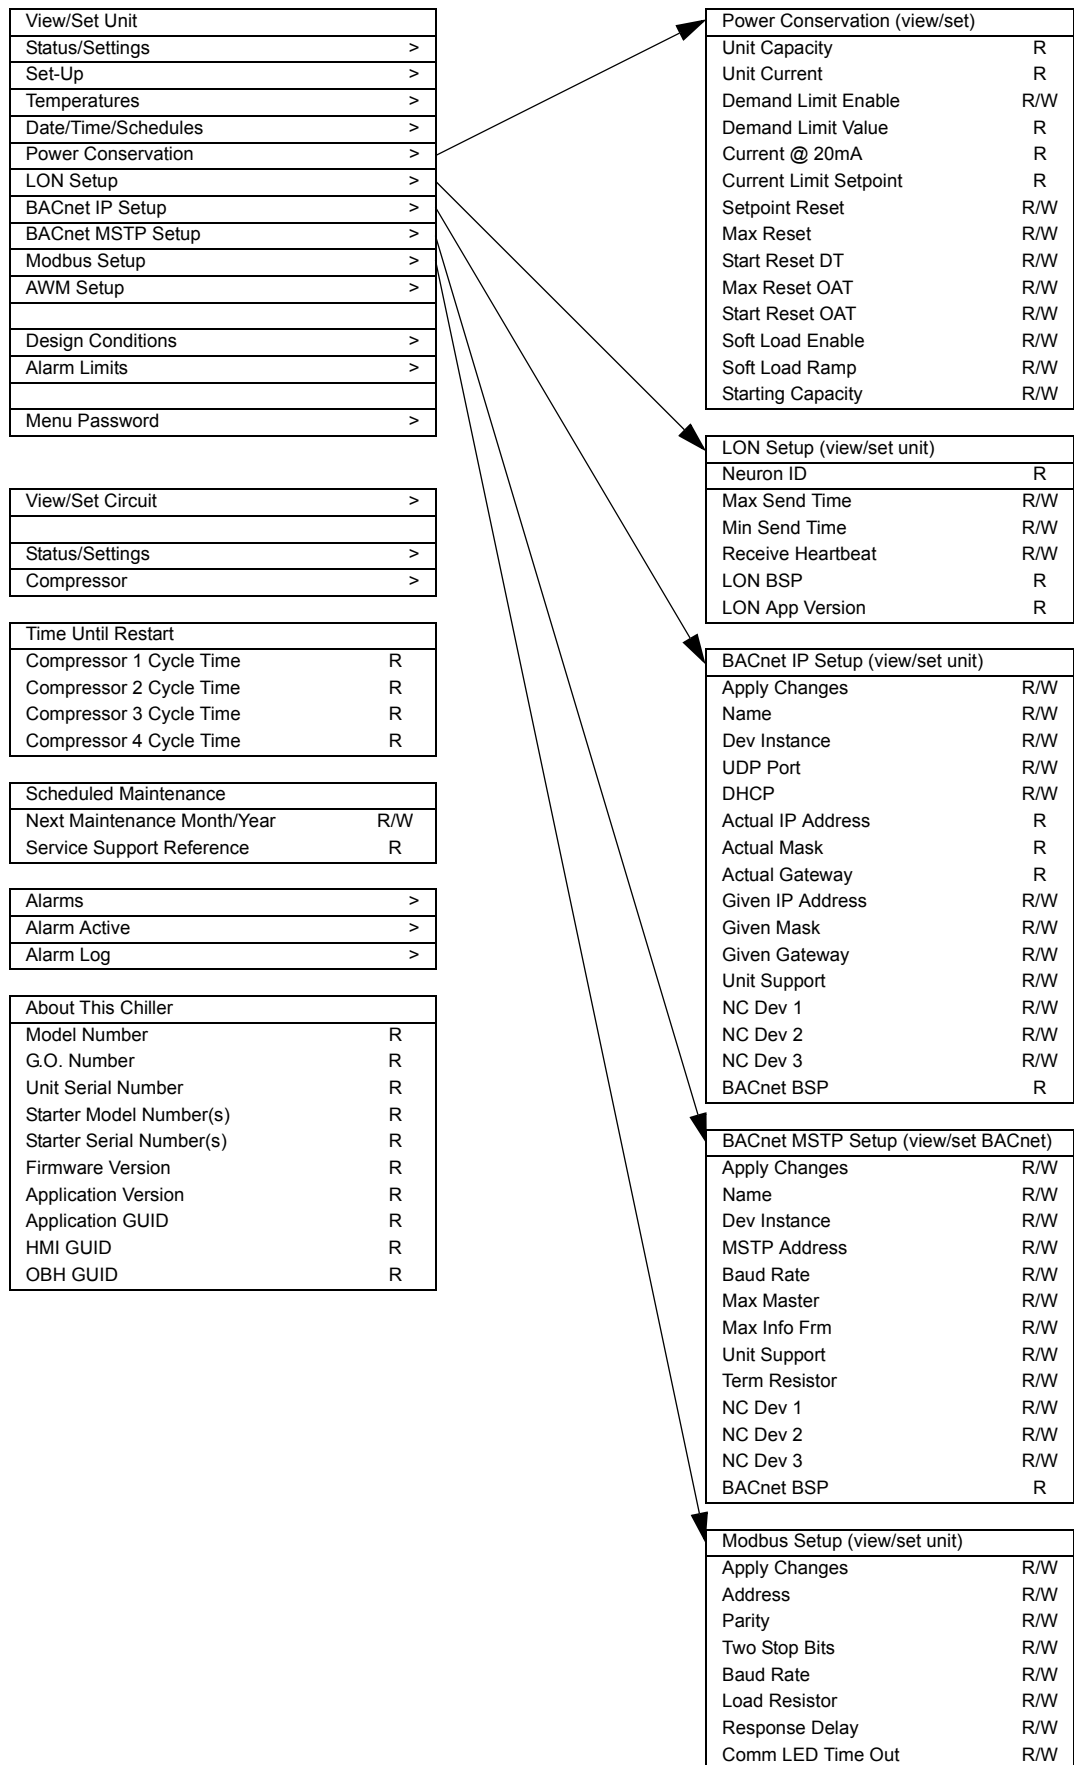 View/Set Unit
Status/Settings >
Set-Up >
Temperatures >
Date/Time/Schedules >
Power Conservation >
LON Setup >
BACnet IP Setup >
BACnet MSTP Setup >
Modbus Setup >
AWM Setup >
Design Conditions >
Alarm Limits >
Menu Password >
View/Set Circuit >
Status/Settings >
Compressor >
Time Until Restart
Compressor 1 Cycle Time R
Compressor 2 Cycle Time R
Compressor 3 Cycle Time R
Compressor 4 Cycle Time R
Scheduled Maintenance
Next Maintenance Month/Year R/W
Service Support Reference R
Alarms >
Alarm Active >
Alarm Log >
About This Chiller
Model Number R
G.O. Number R
Unit Serial Number R
Starter Model Number(s) R
Starter Serial Number(s) R
Firmware Version R
Application Version R
Application GUID R
HMI GUID R
OBH GUID R
Power Conservation (view/set)
Unit Capacity R
Unit Current R
Demand Limit Enable R/W
Demand Limit Value R
Current @ 20mA R
Current Limit Setpoint R
Setpoint Reset R/W
Max Reset R/W
Start Reset DT R/W
Max Reset OAT R/W
Start Reset OAT R/W
Soft Load Enable R/W
Soft Load Ramp R/W
Starting Capacity R/W
LON Setup (view/set unit)
Neuron ID R
Max Send Time R/W
Min Send Time R/W
Receive Heartbeat R/W
LON BSP R
LON App Version R
BACnet IP Setup (view/set unit)
Apply Changes R/W
Name R/W
Dev Instance R/W
UDP Port R/W
DHCP R/W
Actual IP Address R
Actual Mask R
Actual Gateway R
Given IP Address R/W
Given Mask R/W
Given Gateway R/W
Unit Support R/W
NC Dev 1 R/W
NC Dev 2 R/W
NC Dev 3 R/W
BACnet BSP R
BACnet MSTP Setup (view/set BACnet)
Apply Changes R/W
Name R/W
Dev Instance R/W
MSTP Address R/W
Baud Rate R/W
Max Master R/W
Max Info Frm R/W
Unit Support R/W
Term Resistor R/W
NC Dev 1 R/W
NC Dev 2 R/W
NC Dev 3 R/W
BACnet BSP R
Modbus Setup (view/set unit)
Apply Changes R/W
Address R/W
Parity R/W
Two Stop Bits R/W
Baud Rate R/W
Load Resistor R/W
Response Delay R/W
Comm LED Time Out R/W